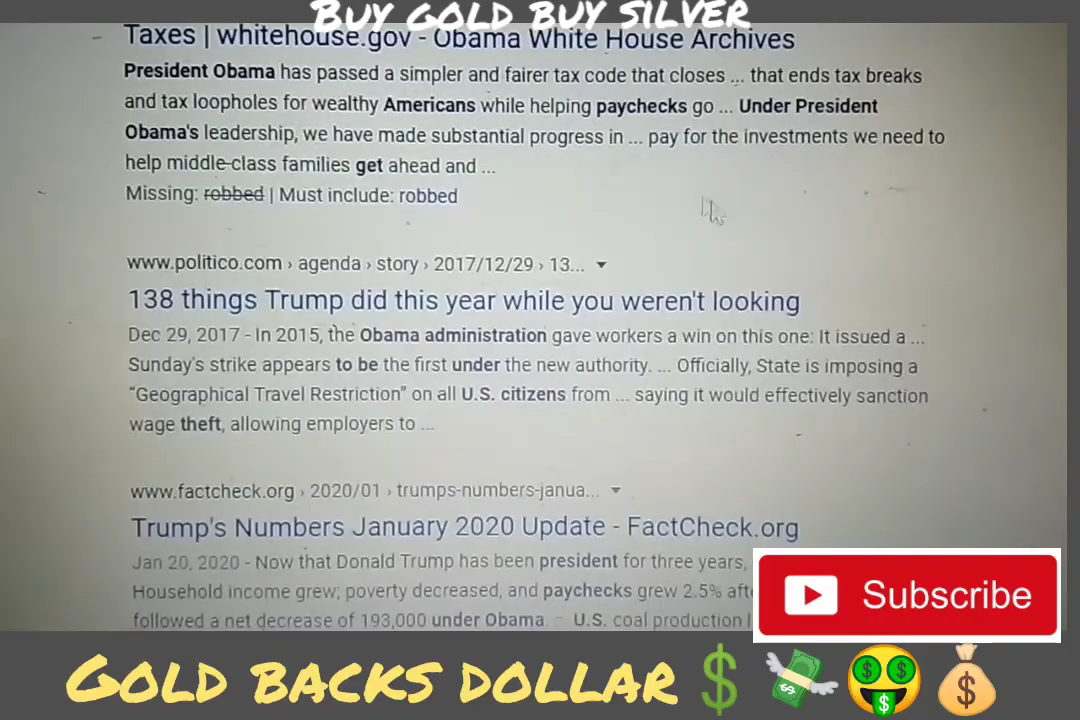 Buy gold buy silver
Taxes | whitehouse.gov - Obama White House Archives
President Obama has passed a simpler and fairer tax code that closes ... that ends tax breaks
and tax loopholes for wealthy Americans while helping paychecks go ... Under President
Obama's leadership, we have made substantial progress in ... pay for the investments we need to
help middle-class families get ahead and ...
Missing: robbed | Must include: robbed
www.politico.com › agenda › story › 2017/12/29 › 13...
138 things Trump did this year while you weren't looking
Dec 29, 2017 - In 2015, the Obama administration gave workers a win on this one: It issued a ...
Sunday's strike appears to be the first under the new authority. ... Officially, State is imposing a
“Geographical Travel Restriction” on all U.S. citizens from ... saying it would effectively sanction
wage theft, allowing employers to ...
www.factcheck.org › 2020/01 › trumps-numbers-janua...
Trump's Numbers January 2020 Update - FactCheck.org
Jan 20, 2020 - Now that Donald Trump has been president for three years,
Household income grew; poverty decreased, and paychecks grew 2.5% afte
followed a net decrease of 193,000 under Obama. U.S. coal production
Subscribe
Gold backs dollar